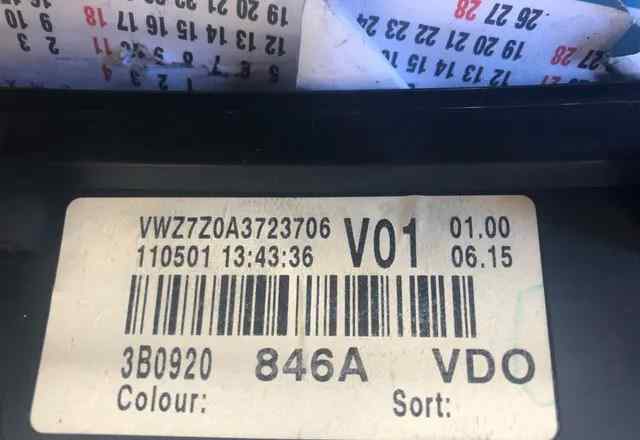 VWZ7Z0A3723706 V01 01.00
110501 13:43:36 06.15
3B0920 846A VDO
Colour: Sort: